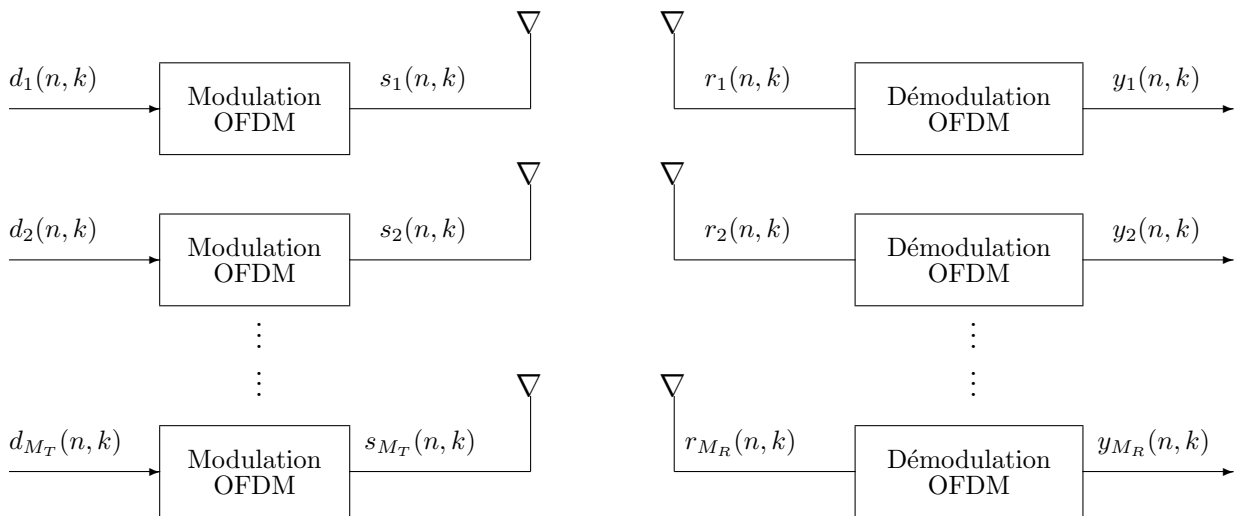 d_1(n, k)
Modulation
OFDM
s_1(n, k)
r_1(n, k)
Démodulation
OFDM
y_1(n, k)
d_2(n, k)
Modulation
OFDM
s_2(n, k)
r_2(n, k)
Démodulation
OFDM
y_2(n, k)
d_{M_T}(n, k)
Modulation
OFDM
s_{M_T}(n, k)
r_{M_R}(n, k)
Démodulation
OFDM
y_{M_R}(n, k)